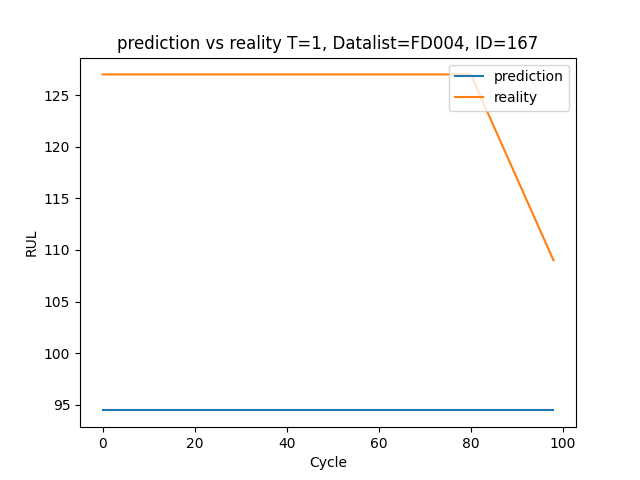 prediction vs reality T=1, Datalist=FD004, ID=167
prediction
reality
RUL
125
120
115
110
105
100
95
0 20 40 60 80 100
Cycle